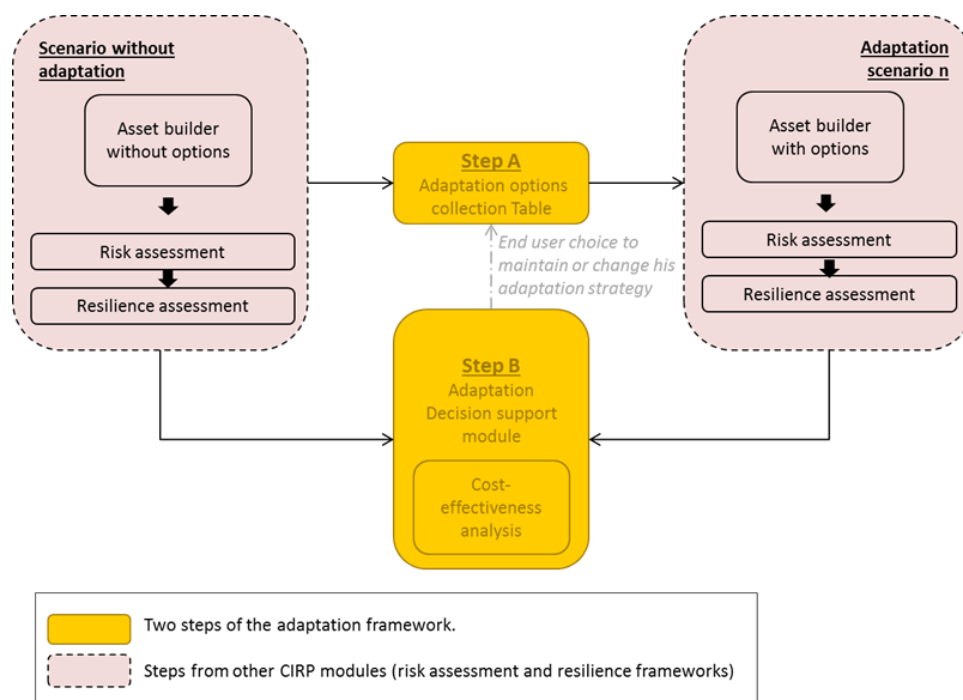 Scenario without
adaptation
Asset builder
without options
Risk assessment
Resilience assessment
Step A
Adaptation options
collection Table
End user choice to
maintain or change his
adaptation strategy
Step B
Adaptation
Decision support
module
Cost-
effectiveness
analysis
Adaptation
scenario n
Asset builder
with options
Risk assessment
Resilience assessment
Two steps of the adaptation framework.
Steps from other CIRP modules (risk assessment and resilience frameworks)